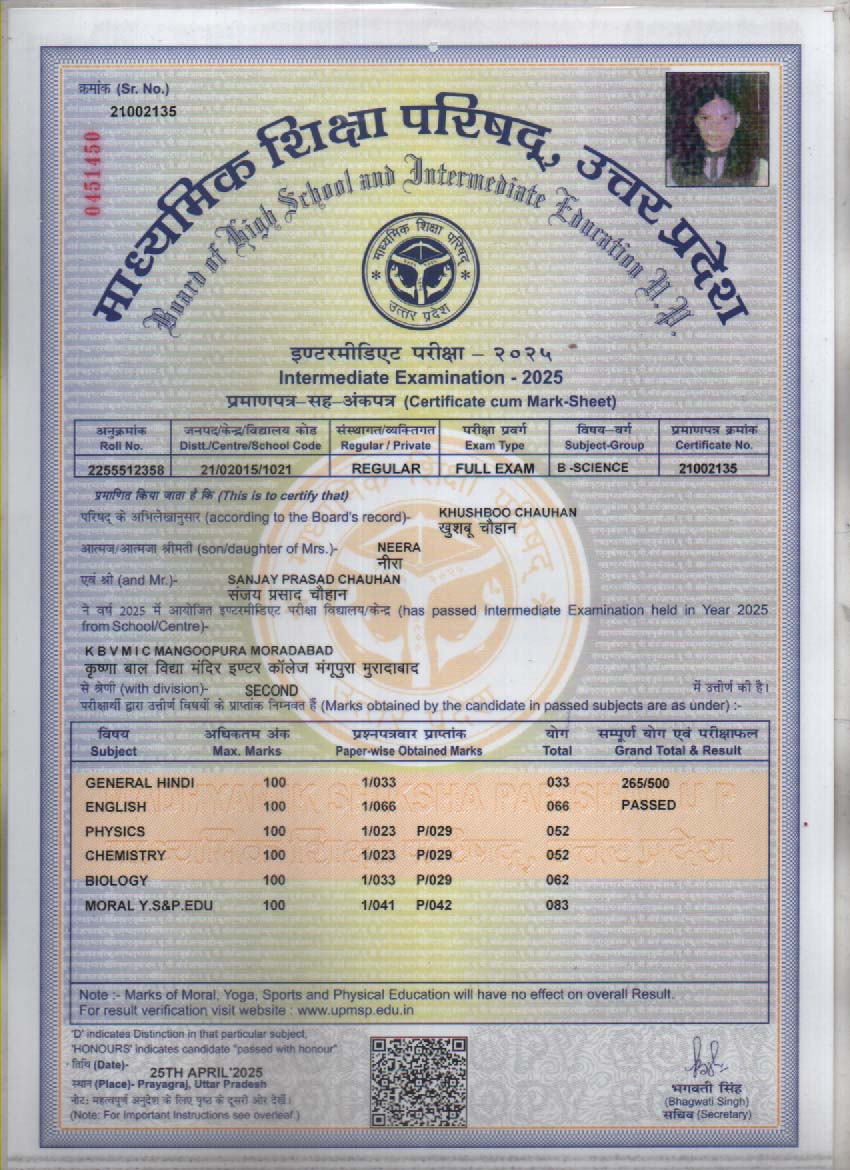 क्रमांक (Sr. No.)
21002135
0451450
माध्यमिक शिक्षा परिषद्, उत्तर प्रदेश
Board of High School and Intermediate Education U.P.
माध्यमिक शिक्षा परिषद्
उत्तर प्रदेश
इण्टरमीडिएट परीक्षा – २०२५
Intermediate Examination - 2025
प्रमाणपत्र–सह–अंकपत्र (Certificate cum Mark-Sheet)
अनुक्रमांक जनपद/केन्द्र/विद्यालय कोड संस्थागत/व्यक्तिगत परीक्षा प्रवर्ग विषय–वर्ग प्रमाणपत्र क्रमांक
Roll No. Distt./Centre/School Code Regular / Private Exam Type Subject-Group Certificate No.
2255512358 21/02015/1021 REGULAR FULL EXAM B -SCIENCE 21002135
प्रमाणित किया जाता है कि (This is to certify that)
परिषद् के अभिलेखानुसार (according to the Board's record)- KHUSHBOO CHAUHAN
खुशबू चौहान
आत्मज/आत्मजा श्रीमती (son/daughter of Mrs.)- NEERA
नीरा
एवं श्री (and Mr.)- SANJAY PRASAD CHAUHAN
संजय प्रसाद चौहान
ने वर्ष 2025 में आयोजित इण्टरमीडिएट परीक्षा विद्यालय/केन्द्र (has passed Intermediate Examination held in Year 2025
from School/Centre)-
K B V M I C MANGOOPURA MORADABAD
कृष्णा बाल विद्या मंदिर इण्टर कॉलेज मंगूपुरा मुरादाबाद
से श्रेणी (with division)- SECOND में उत्तीर्ण की है।
परीक्षार्थी द्वारा उत्तीर्ण विषयों के प्राप्तांक निम्नवत हैं (Marks obtained by the candidate in passed subjects are as under) :-
विषय अधिकतम अंक प्रश्नपत्रवार प्राप्तांक योग सम्पूर्ण योग एवं परीक्षाफल
Subject Max. Marks Paper-wise Obtained Marks Total Grand Total & Result
GENERAL HINDI 100 1/033 033 265/500
ENGLISH 100 1/066 066 PASSED
PHYSICS 100 1/023 P/029 052
CHEMISTRY 100 1/023 P/029 052
BIOLOGY 100 1/033 P/029 062
MORAL Y.S&P.EDU 100 1/041 P/042 083
Note :- Marks of Moral, Yoga, Sports and Physical Education will have no effect on overall Result.
For result verification visit website : www.upmsp.edu.in
'D' indicates Distinction in that particular subject,
'HONOURS' indicates candidate "passed with honour"
तिथि (Date)- 25TH APRIL'2025
स्थान (Place)- Prayagraj, Uttar Pradesh
नोट: महत्वपूर्ण अनुदेश के लिए पृष्ठ के दूसरी ओर देखें।
(Note: For Important Instructions see overleaf.)
भगवती सिंह
(Bhagwati Singh)
सचिव (Secretary)